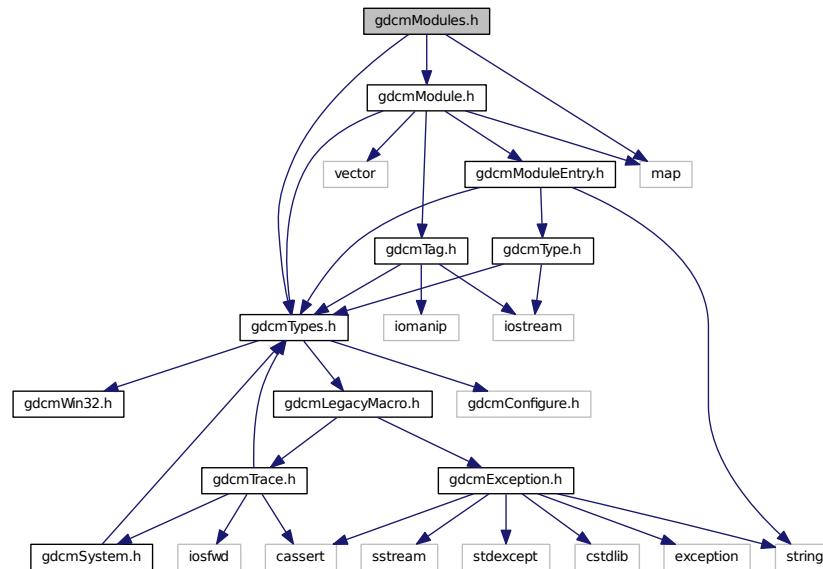 gdcmModules.h
gdcmModule.h
vector
gdcmModuleEntry.h
map
gdcmTag.h
gdcmType.h
gdcmTypes.h
iomanip
iostream
gdcmWin32.h
gdcmLegacyMacro.h
gdcmConfigure.h
gdcmTrace.h
gdcmException.h
gdcmSystem.h
iosfwd
cassert
sstream
stdexcept
cstdlib
exception
string